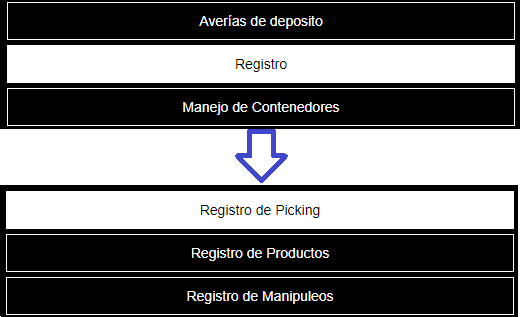 Averías de deposito
Registro
Manejo de Contenedores
Registro de Picking
Registro de Productos
Registro de Manipuleos